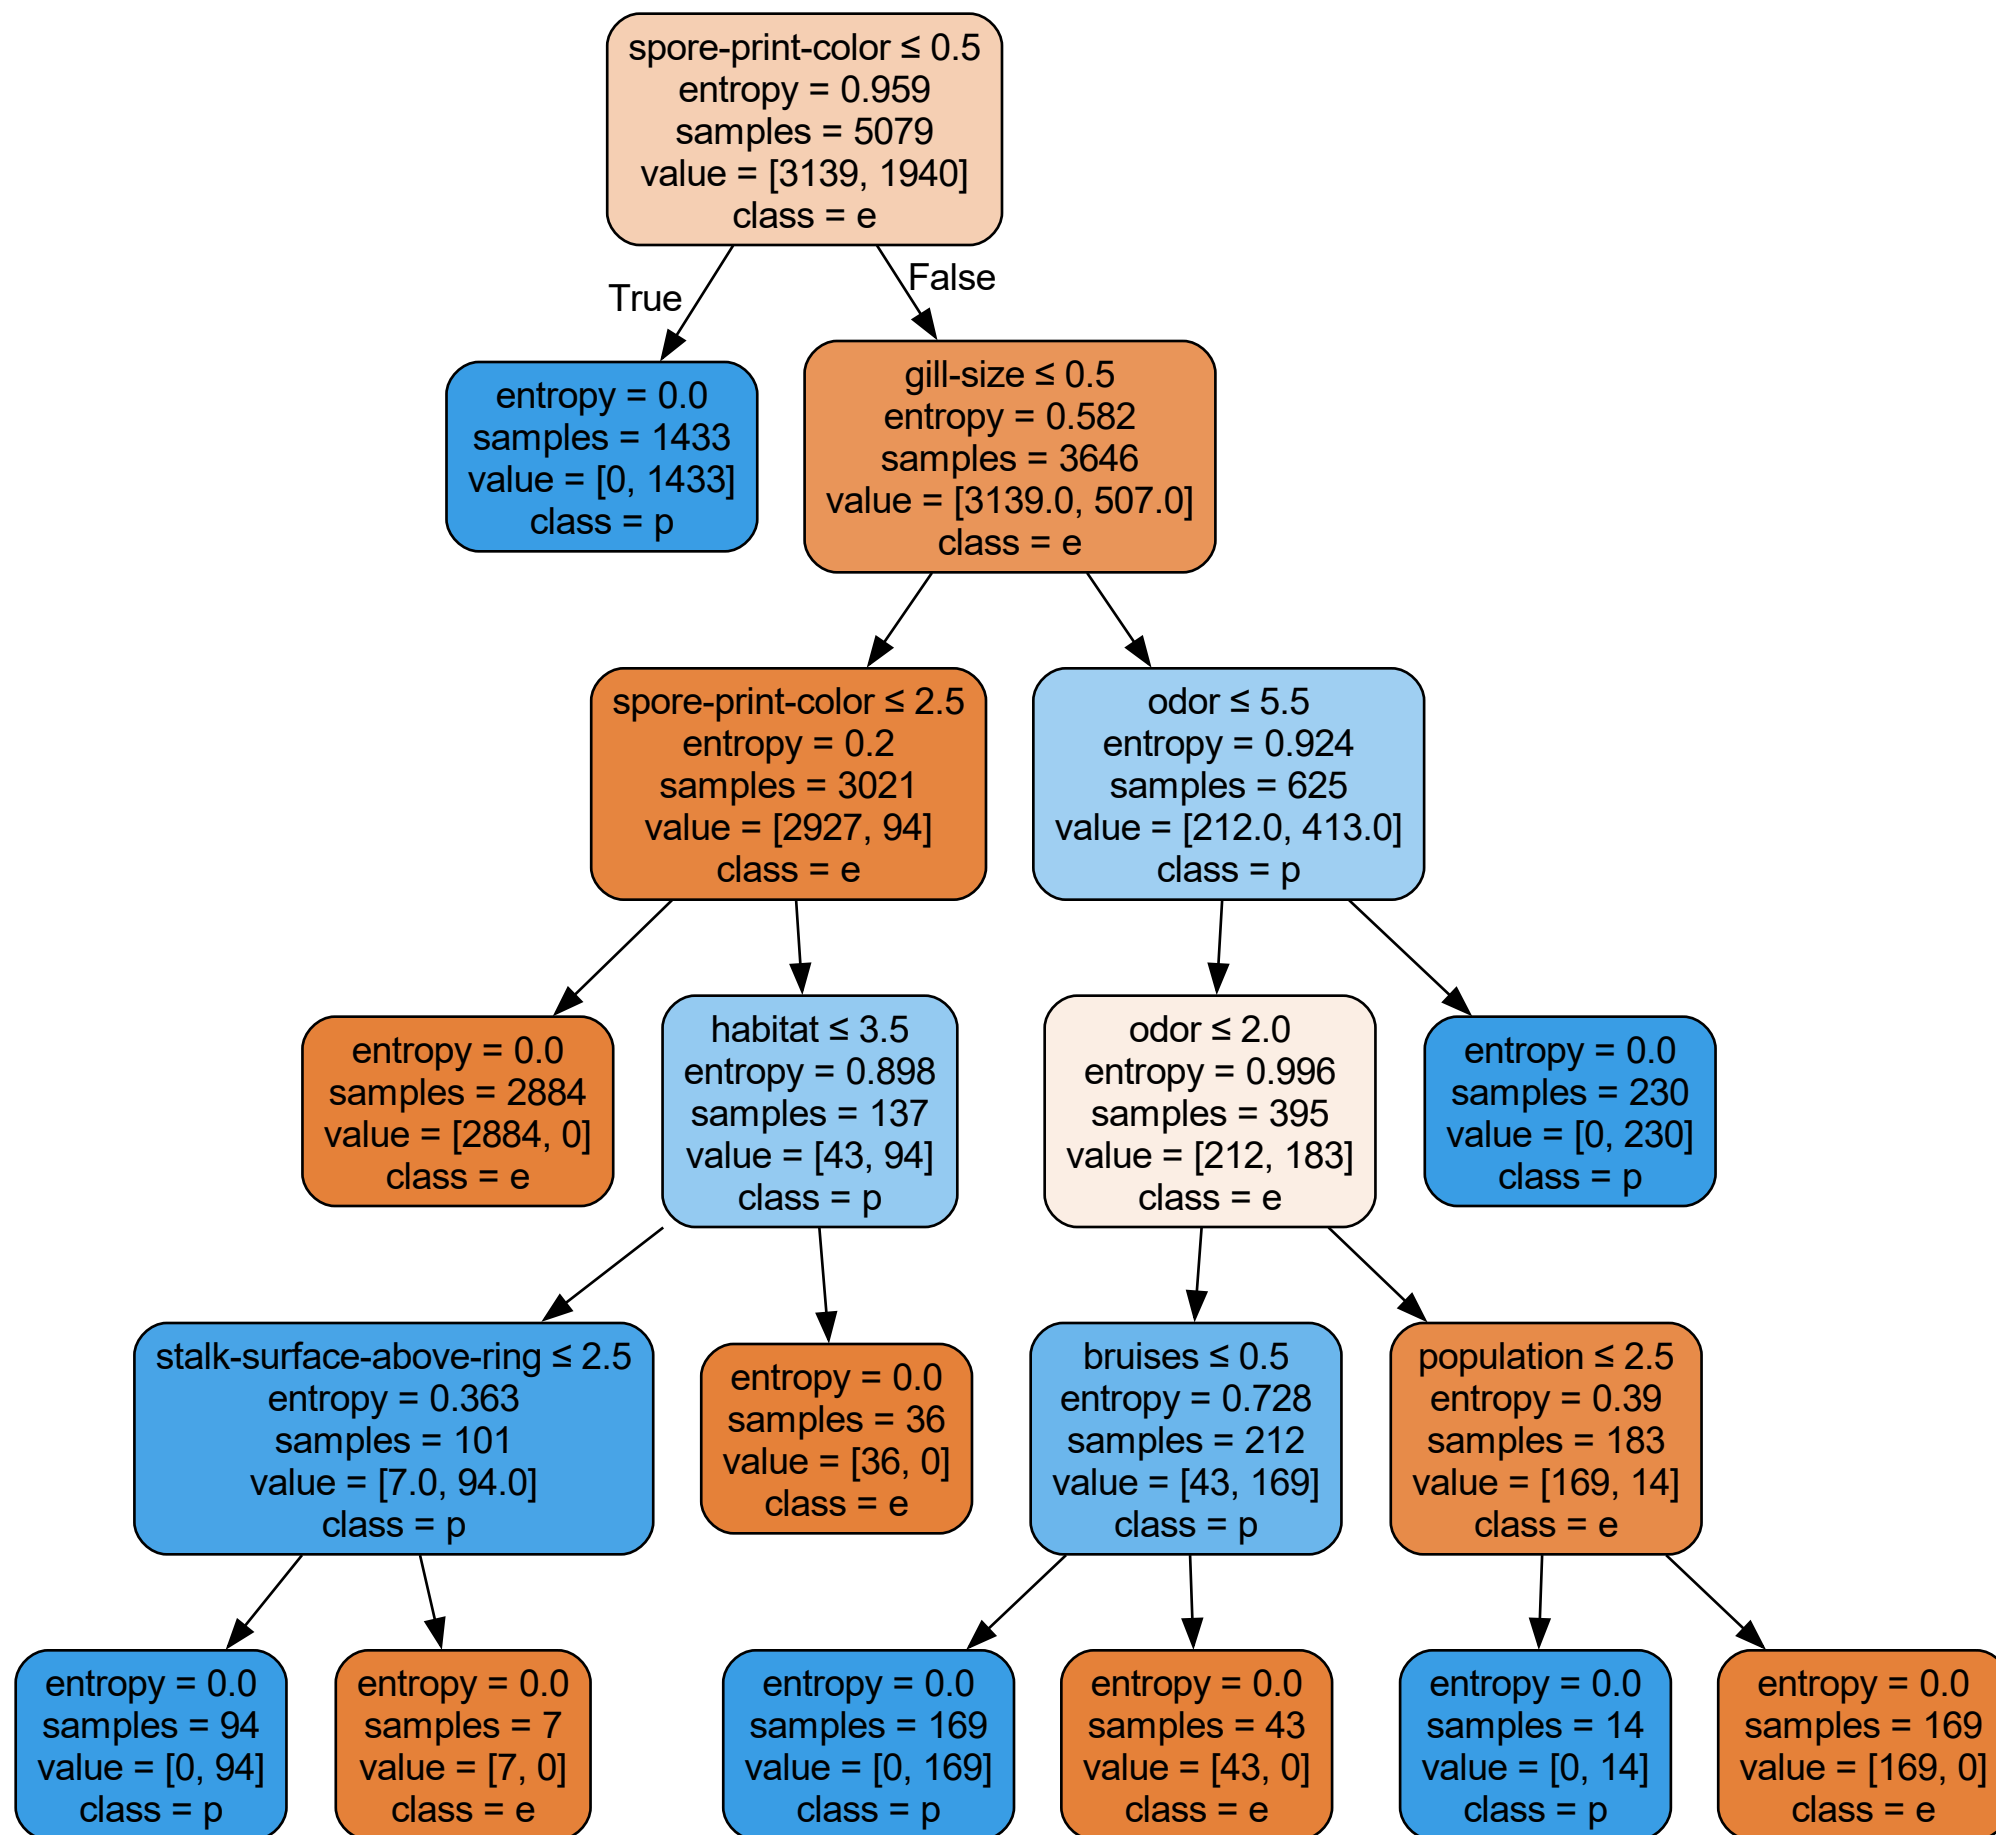 spore-print-color ≤ 0.5
entropy = 0.959
samples = 5079
value = [3139, 1940]
class = e
True
False
entropy = 0.0
samples = 1433
value = [0, 1433]
class = p
gill-size ≤ 0.5
entropy = 0.582
samples = 3646
value = [3139.0, 507.0]
class = e
spore-print-color ≤ 2.5
entropy = 0.2
samples = 3021
value = [2927, 94]
class = e
odor ≤ 5.5
entropy = 0.924
samples = 625
value = [212.0, 413.0]
class = p
entropy = 0.0
samples = 2884
value = [2884, 0]
class = e
habitat ≤ 3.5
entropy = 0.898
samples = 137
value = [43, 94]
class = p
odor ≤ 2.0
entropy = 0.996
samples = 395
value = [212, 183]
class = e
entropy = 0.0
samples = 230
value = [0, 230]
class = p
stalk-surface-above-ring ≤ 2.5
entropy = 0.363
samples = 101
value = [7.0, 94.0]
class = p
entropy = 0.0
samples = 36
value = [36, 0]
class = e
bruises ≤ 0.5
entropy = 0.728
samples = 212
value = [43, 169]
class = p
population ≤ 2.5
entropy = 0.39
samples = 183
value = [169, 14]
class = e
entropy = 0.0
samples = 94
value = [0, 94]
class = p
entropy = 0.0
samples = 7
value = [7, 0]
class = e
entropy = 0.0
samples = 169
value = [0, 169]
class = p
entropy = 0.0
samples = 43
value = [43, 0]
class = e
entropy = 0.0
samples = 14
value = [0, 14]
class = p
entropy = 0.0
samples = 169
value = [169, 0]
class = e